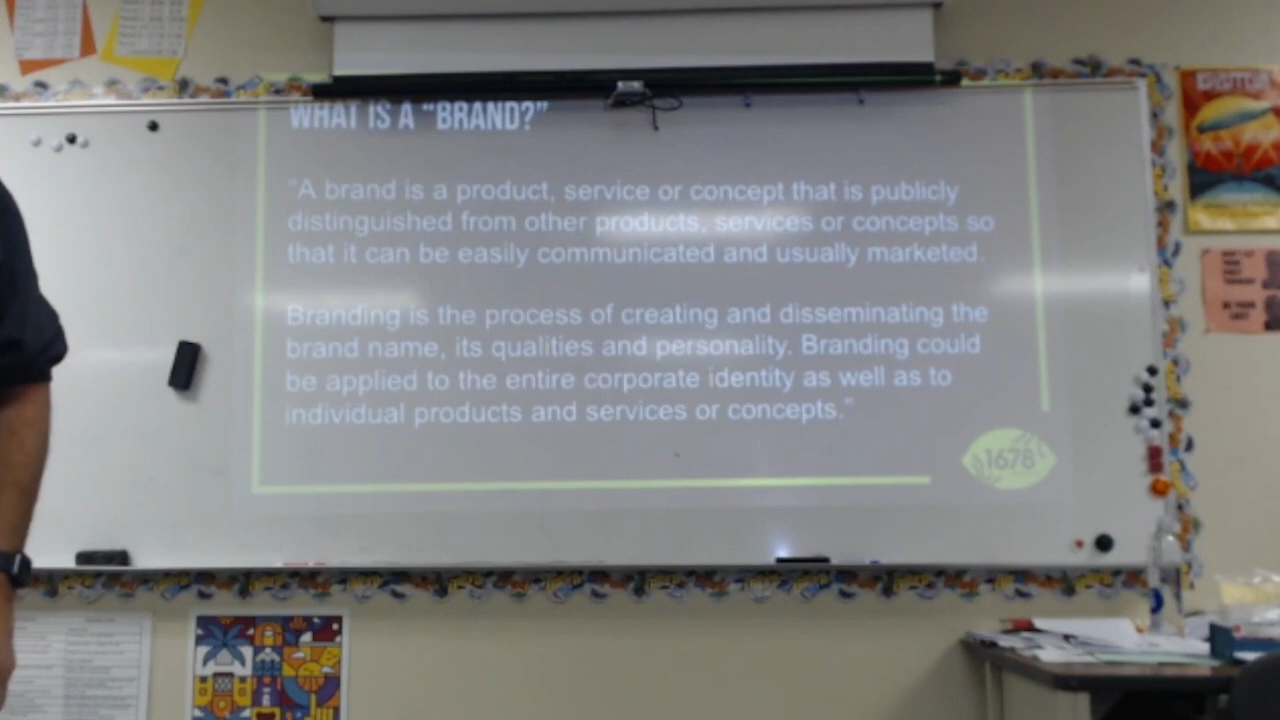 WHAT IS A “BRAND?”
“A brand is a product, service or concept that is publicly
distinguished from other products, services or concepts so
that it can be easily communicated and usually marketed.
Branding is the process of creating and disseminating the
brand name, its qualities and personality. Branding could
be applied to the entire corporate identity as well as to
individual products and services or concepts.”
1678